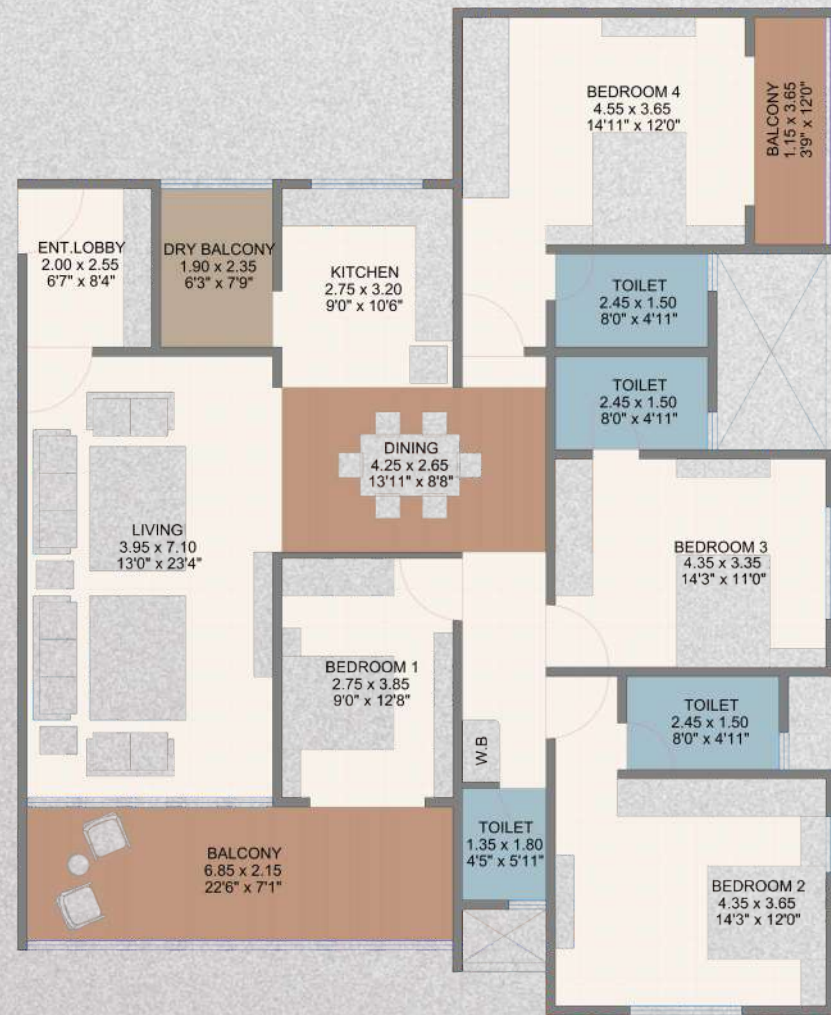 BEDROOM 4
4.55 x 3.65
14'11" x 12'0"
BALCONY
1.15 x 3.65
3'9" x 12'0"
ENT.LOBBY
2.00 x 2.55
6'7" x 8'4"
DRY BALCONY
1.90 x 2.35
6'3" x 7'9"
KITCHEN
2.75 x 3.20
9'0" x 10'6"
TOILET
2.45 x 1.50
8'0" x 4'11"
TOILET
2.45 x 1.50
8'0" x 4'11"
DINING
4.25 x 2.65
13'11" x 8'8"
LIVING
3.95 x 7.10
13'0" x 23'4"
BEDROOM 3
4.35 x 3.35
14'3" x 11'0"
BEDROOM 1
2.75 x 3.85
9'0" x 12'8"
TOILET
2.45 x 1.50
8'0" x 4'11"
W.B
TOILET
1.35 x 1.80
4'5" x 5'11"
BALCONY
6.85 x 2.15
22'6" x 7'1"
BEDROOM 2
4.35 x 3.65
14'3" x 12'0"